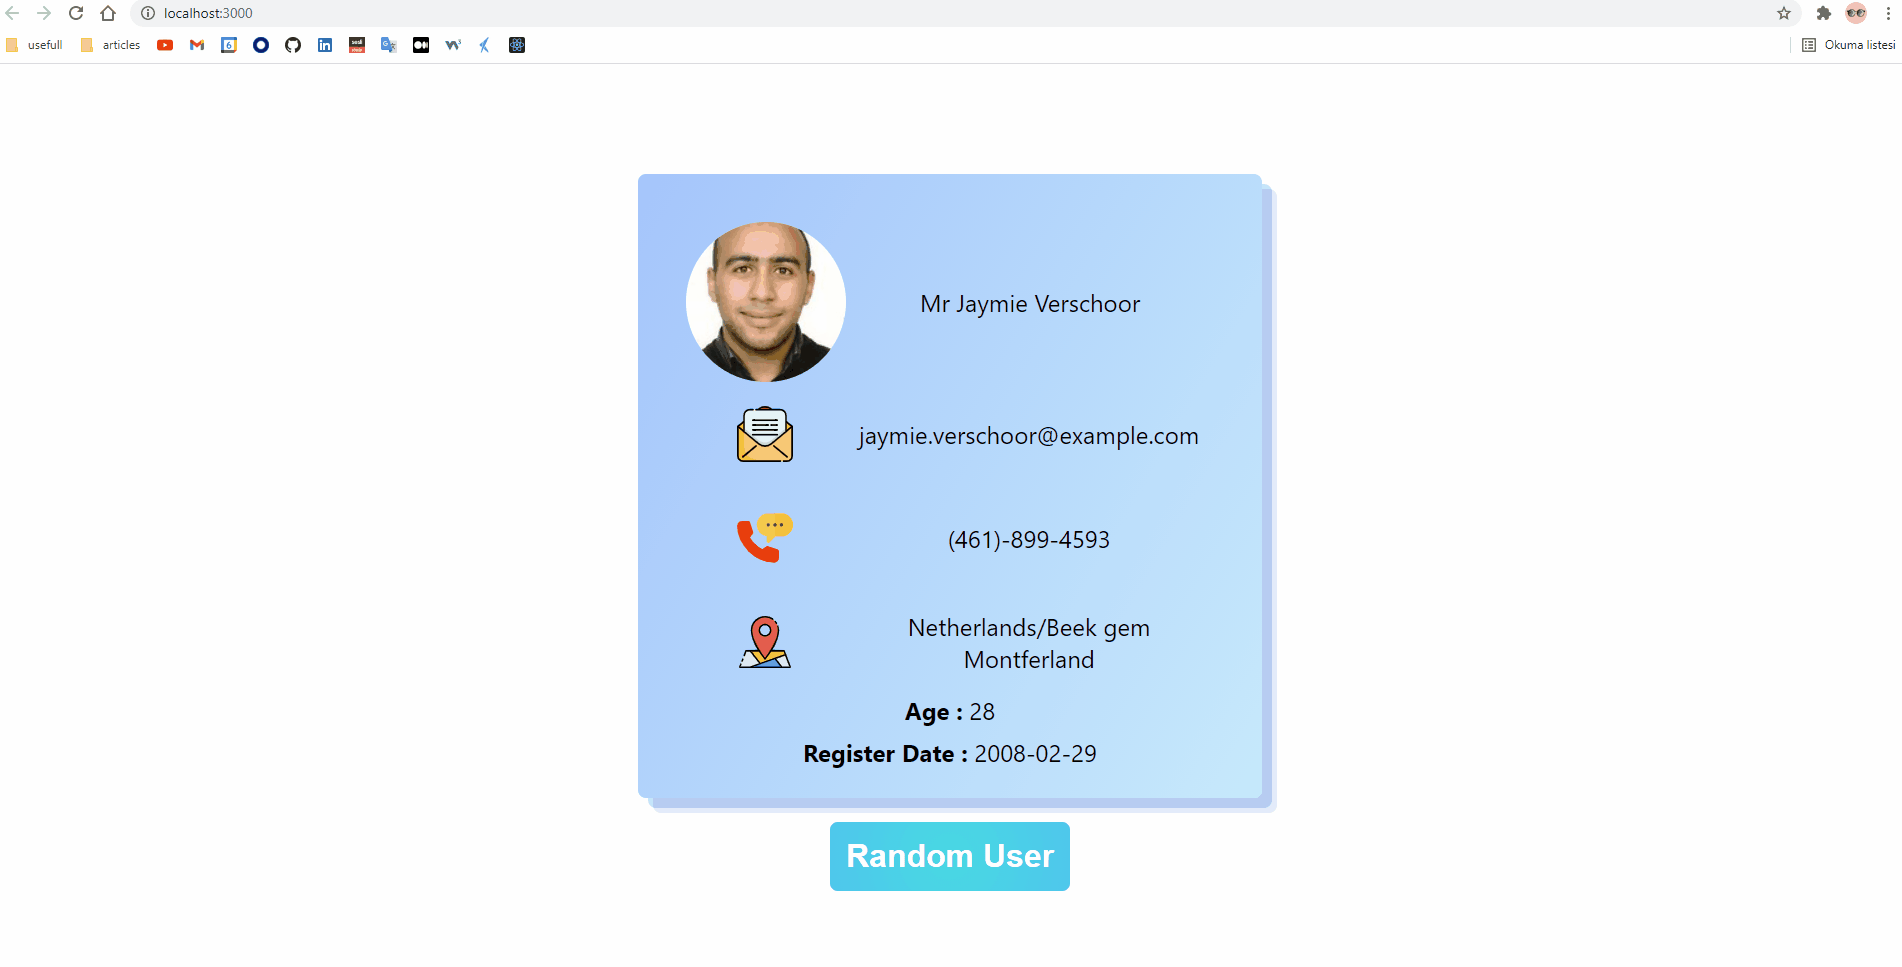 localhost:3000
usefull
articles
Okuma listesi
Mr Jaymie Verschoor
jaymie.verschoor@example.com
(461)-899-4593
Netherlands/Beek gem
Montferland
Age : 28
Register Date : 2008-02-29
Random User